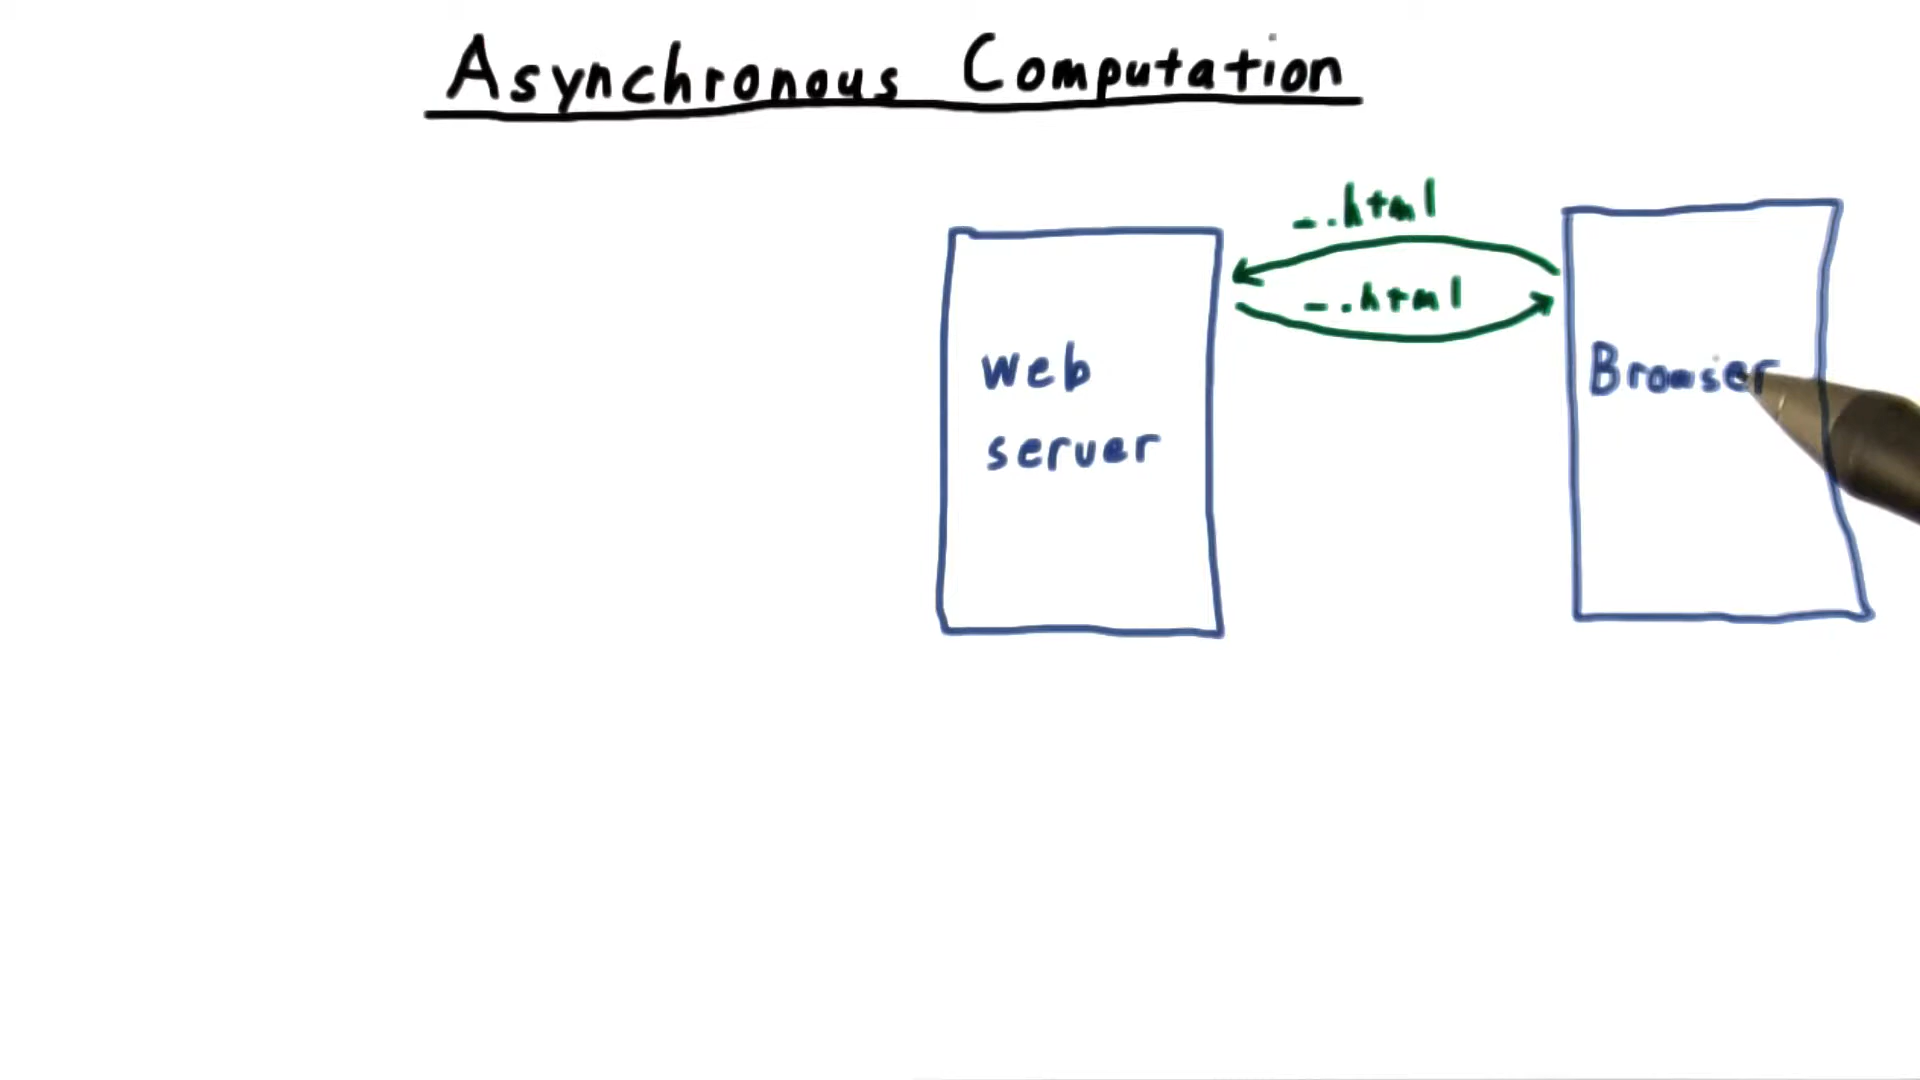 Asynchronous Computation
_.html
_.html
Web
server
Browser